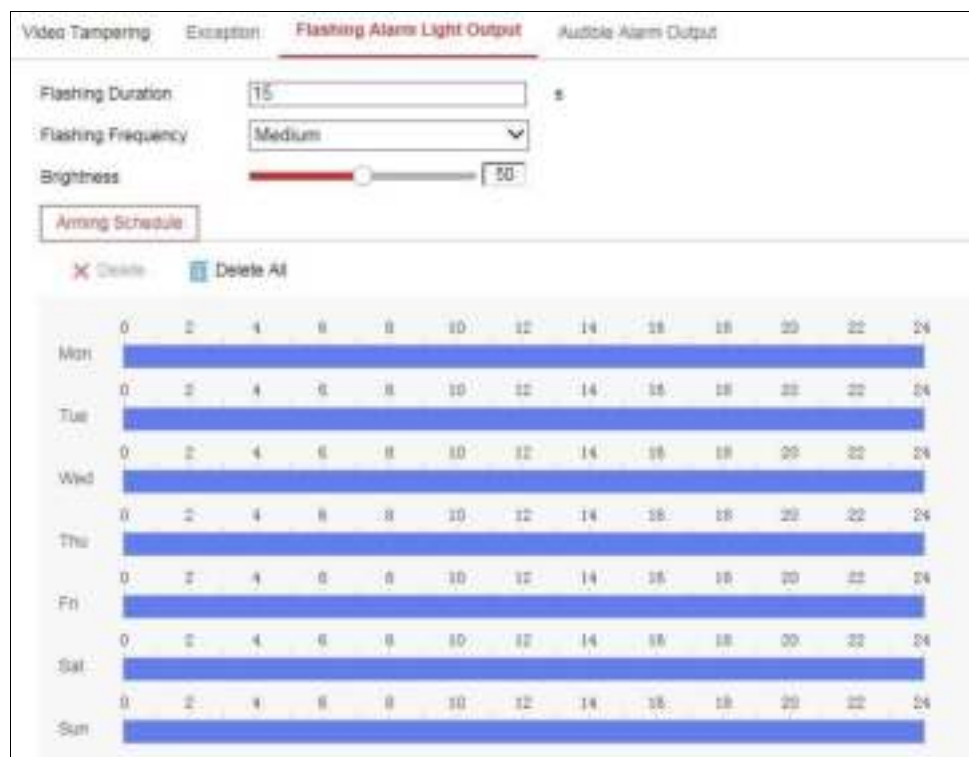 Video Tampering Exception Flashing Alarm Light Output Audible Alarm Output
Flashing Duration 15 s
Flashing Frequency Medium
Brightness 50
Arming Schedule
Delete Delete All
0 2 4 6 8 10 12 14 16 18 20 22 24
Mon
0 2 4 6 8 10 12 14 16 18 20 22 24
Tue
0 2 4 6 8 10 12 14 16 18 20 22 24
Wed
0 2 4 6 8 10 12 14 16 18 20 22 24
Thu
0 2 4 6 8 10 12 14 16 18 20 22 24
Fri
0 2 4 6 8 10 12 14 16 18 20 22 24
Sat
0 2 4 6 8 10 12 14 16 18 20 22 24
Sun